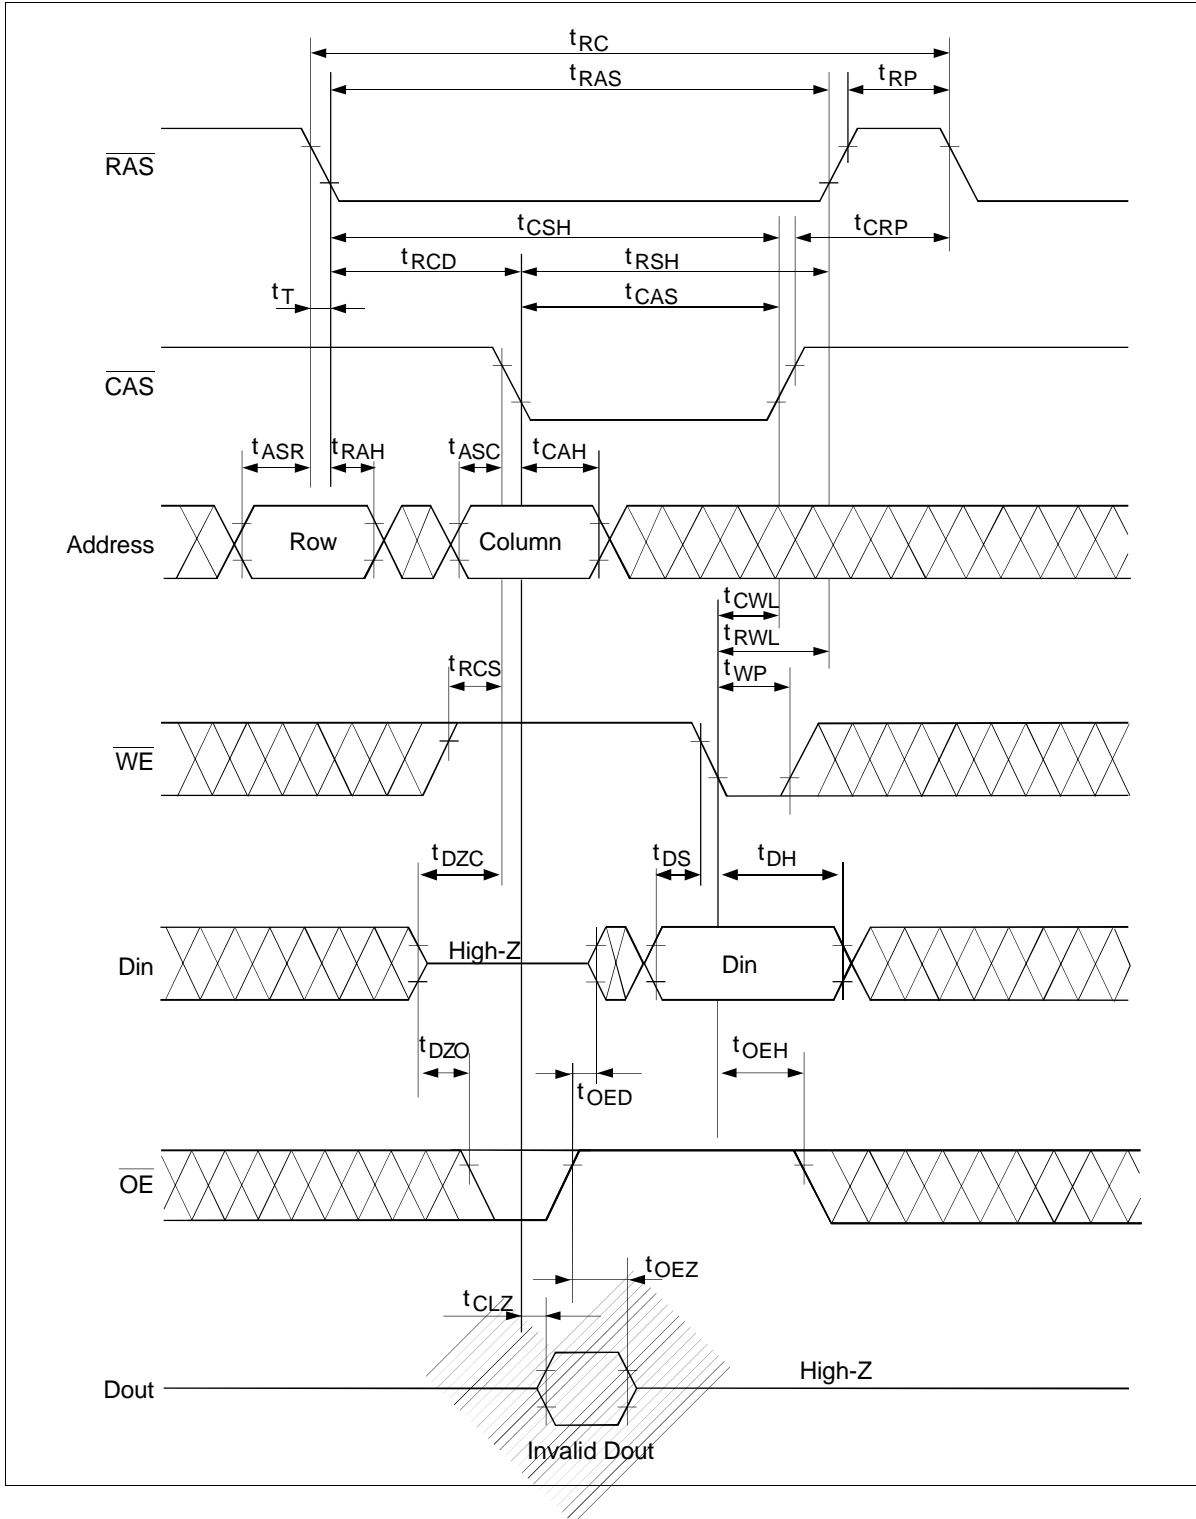 tRC
tRAS
tRP
RAS
tCSH
tCRP
tRCD
tRSH
tT
tCAS
CAS
tASR
tRAH
tASC
tCAH
Address
Row
Column
tCWL
tRWL
tRCS
tWP
WE
tDZC
tDS
tDH
High-Z
Din
Din
tDZO
tOEH
tOED
OE
tOEZ
tCLZ
High-Z
Dout
Invalid Dout